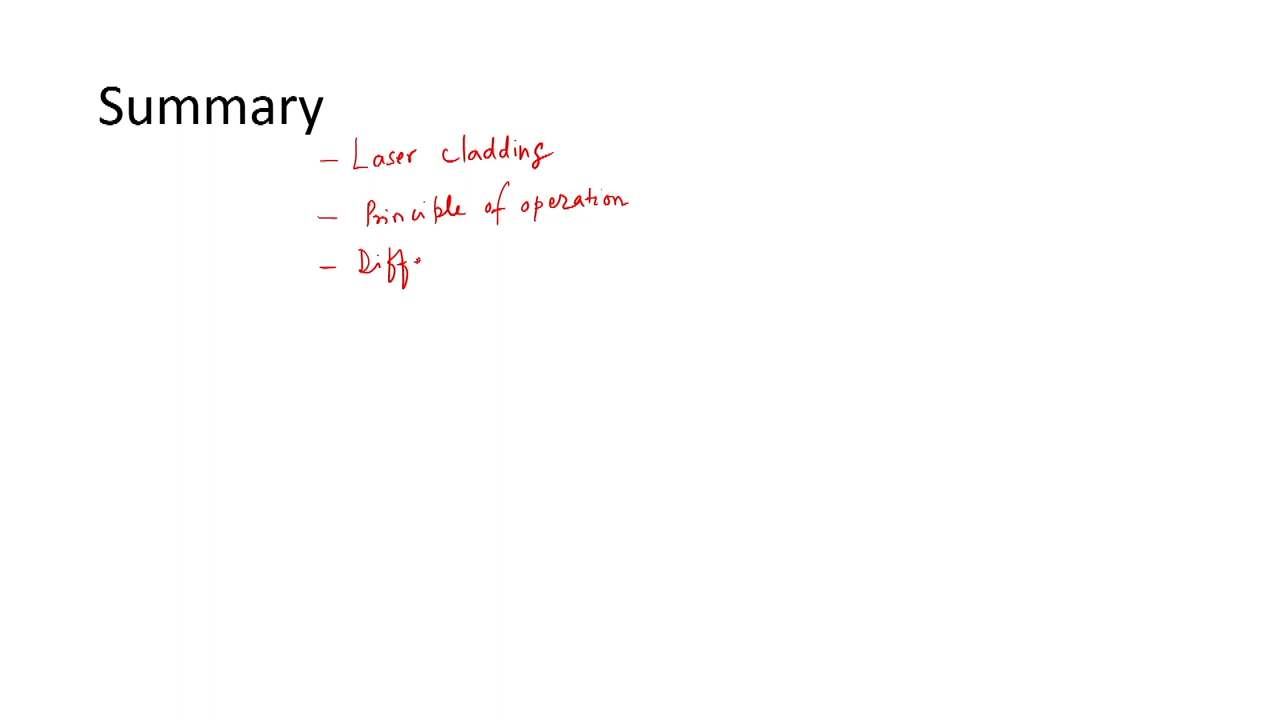 Summary
- Laser cladding
- Principle of operation
- Diff